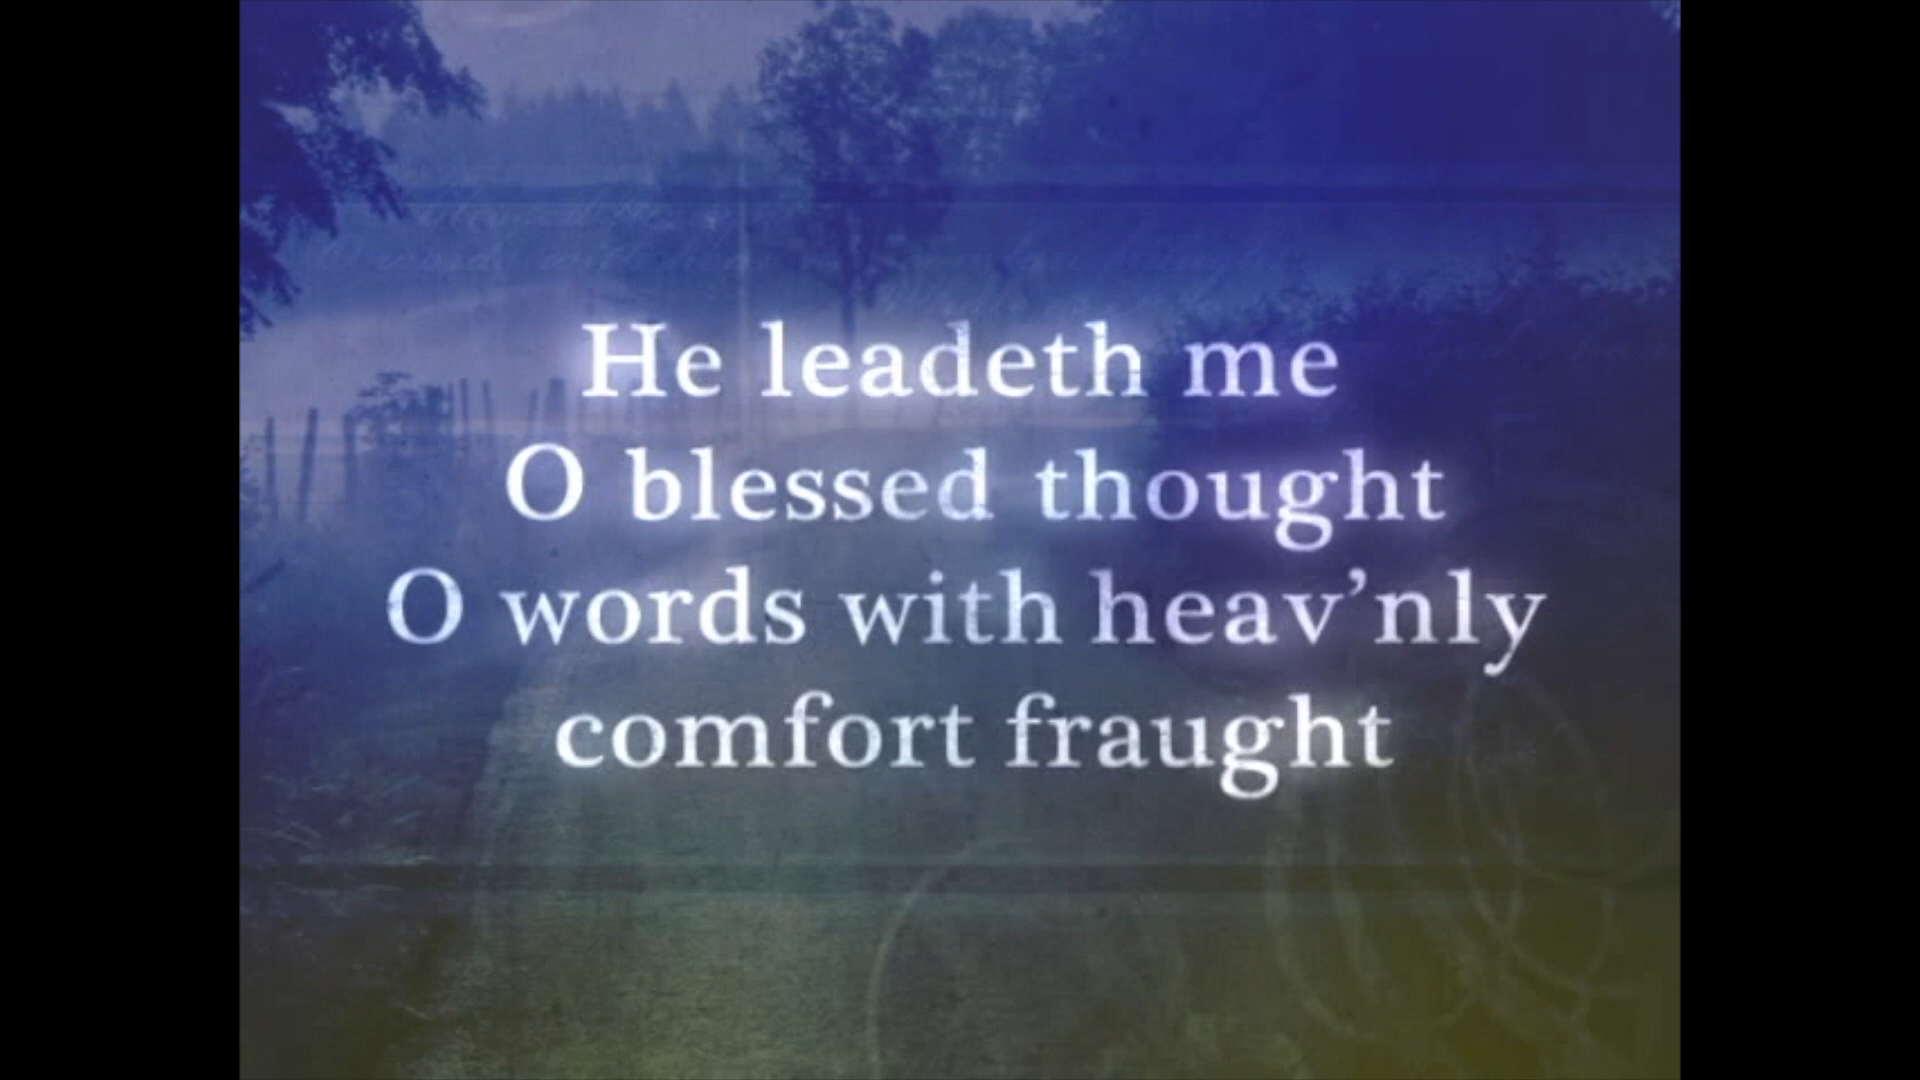 He leadeth me
O blessed thought
O words with heav’nly
comfort fraught